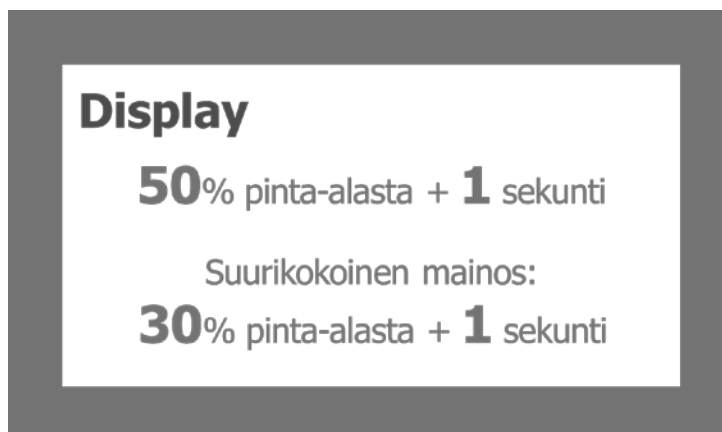 Display
50% pinta-alasta + 1 sekunti
Suurikokoinen mainos:
30% pinta-alasta + 1 sekunti